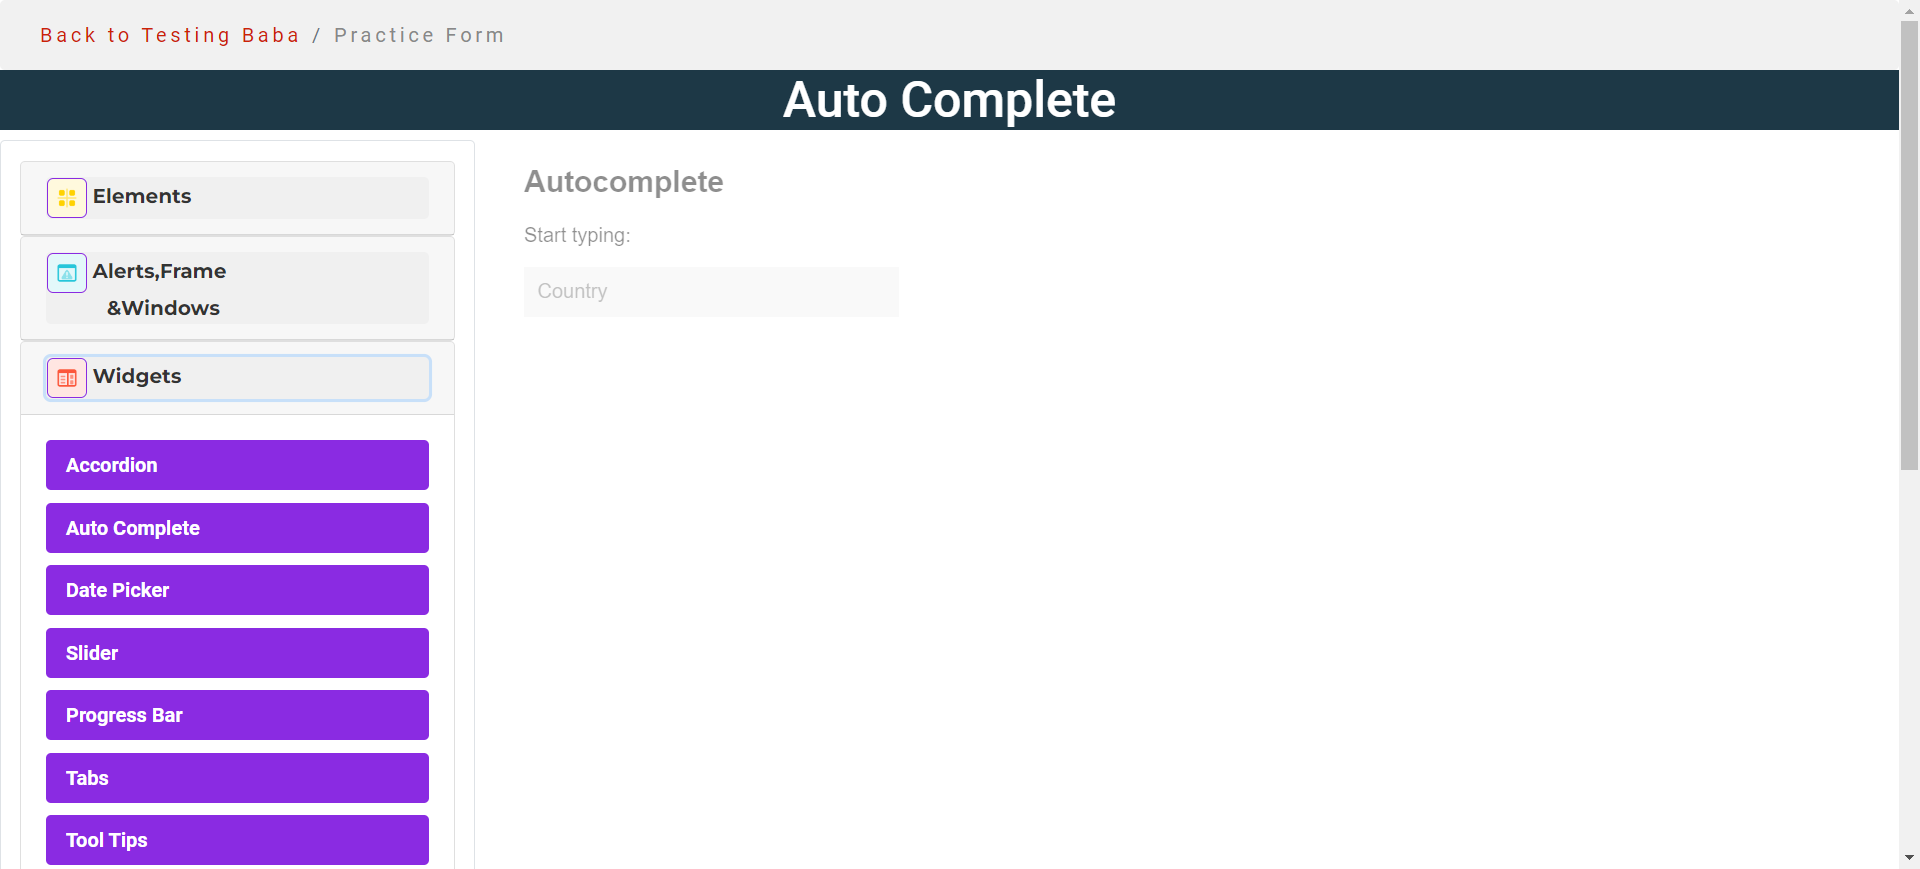 Back to Testing Baba / Practice Form
Auto Complete
Elements
Alerts,Frame
&Windows
Widgets
Accordion
Auto Complete
Date Picker
Slider
Progress Bar
Tabs
Tool Tips
Autocomplete
Start typing:
Country